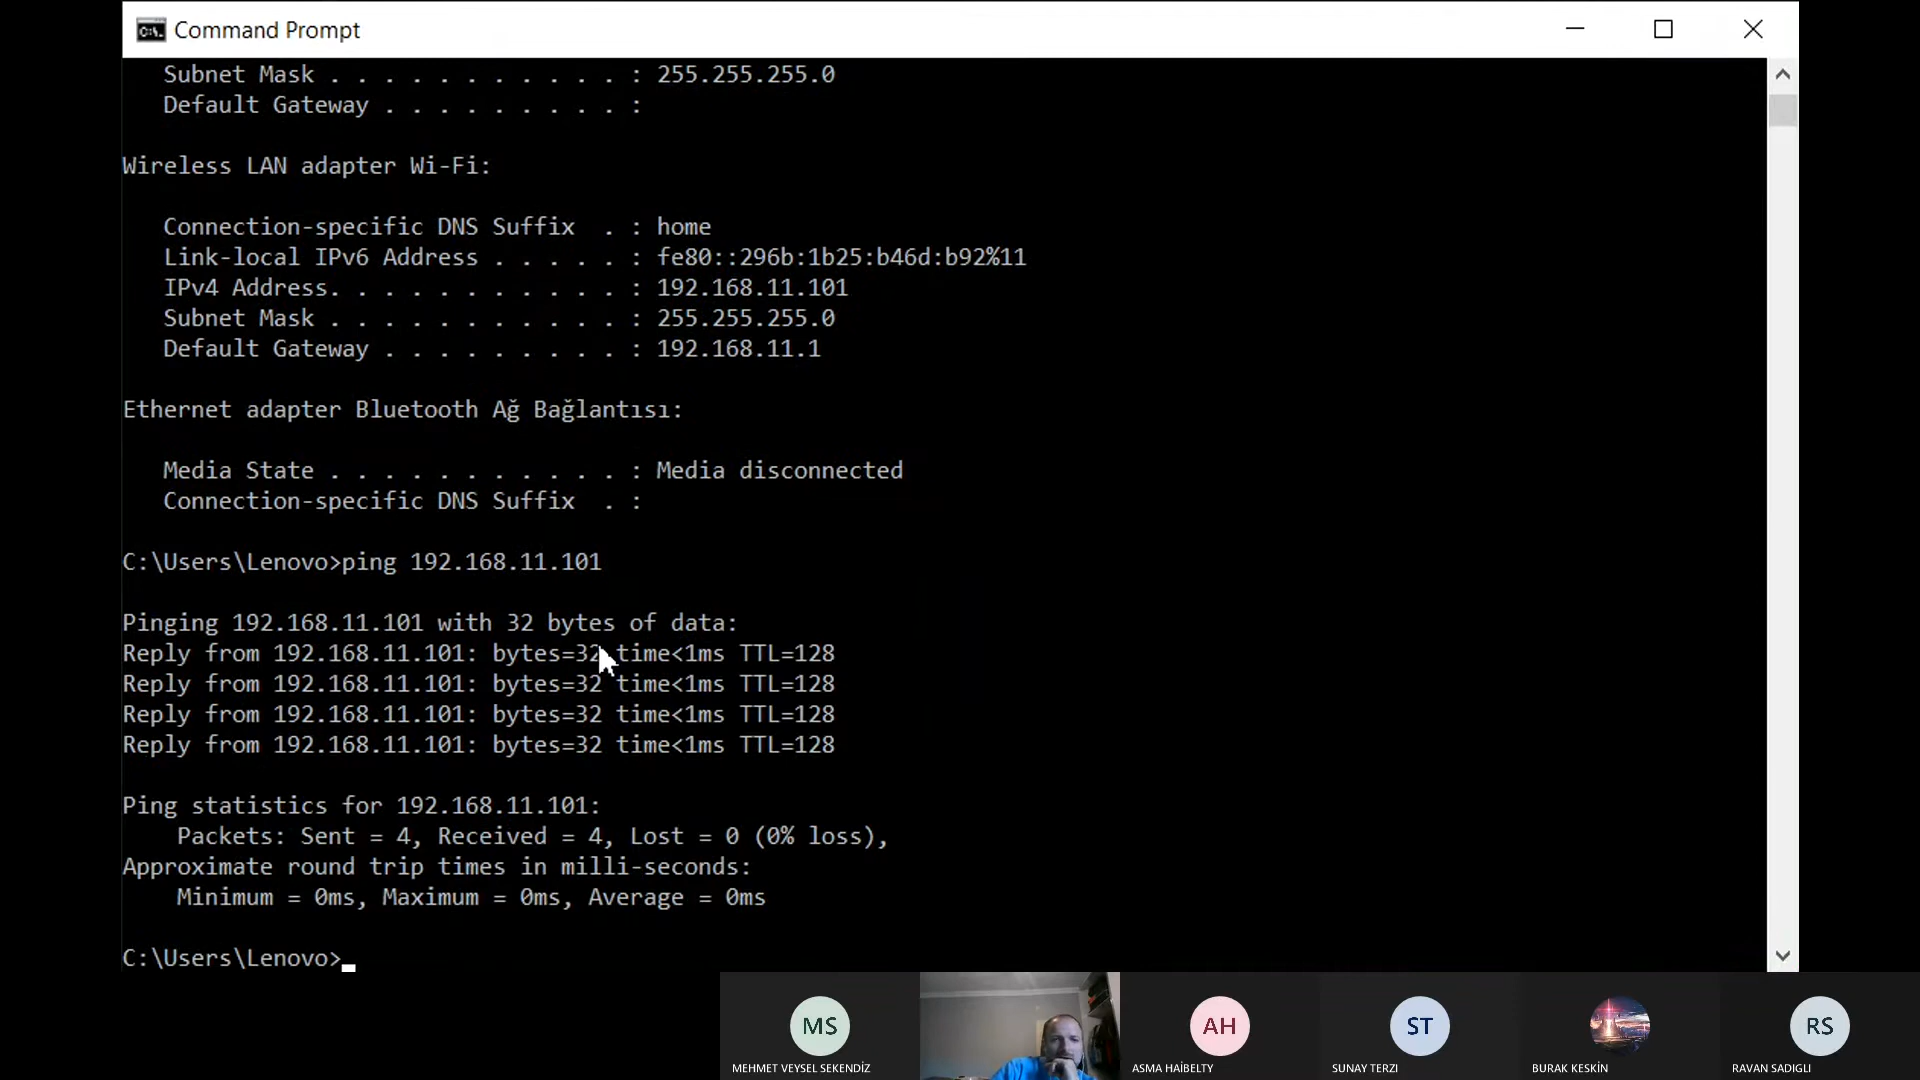 Command Prompt
Subnet Mask . . . . . . . . . . . : 255.255.255.0
Default Gateway . . . . . . . . . :
Wireless LAN adapter Wi-Fi:
Connection-specific DNS Suffix  . : home
Link-local IPv6 Address . . . . . : fe80::296b:1b25:b46d:b92%11
IPv4 Address. . . . . . . . . . . : 192.168.11.101
Subnet Mask . . . . . . . . . . . : 255.255.255.0
Default Gateway . . . . . . . . . : 192.168.11.1
Ethernet adapter Bluetooth Ağ Bağlantısı:
Media State . . . . . . . . . . . : Media disconnected
Connection-specific DNS Suffix  . :
C:\Users\Lenovo>ping 192.168.11.101
Pinging 192.168.11.101 with 32 bytes of data:
Reply from 192.168.11.101: bytes=32 time<1ms TTL=128
Reply from 192.168.11.101: bytes=32 time<1ms TTL=128
Reply from 192.168.11.101: bytes=32 time<1ms TTL=128
Reply from 192.168.11.101: bytes=32 time<1ms TTL=128
Ping statistics for 192.168.11.101:
Packets: Sent = 4, Received = 4, Lost = 0 (0% loss),
Approximate round trip times in milli-seconds:
Minimum = 0ms, Maximum = 0ms, Average = 0ms
C:\Users\Lenovo>
MS AH ST RS
MEHMET VEYSEL SEKENDİZ ASMA HAİBELTY SUNAY TERZI BURAK KESKİN RAVAN SADIGLI